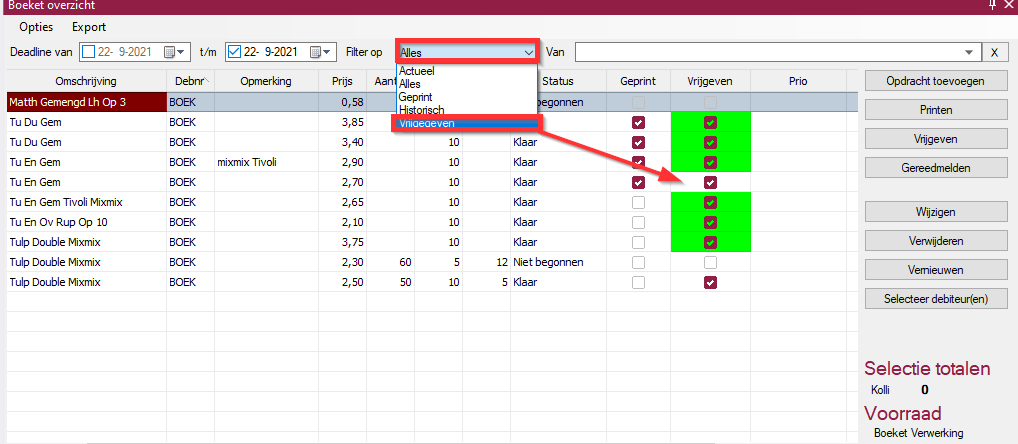 Boeket overzicht
Opties Export
Deadline van 22- 9-2021 t/m 22- 9-2021 Filter op Alles Van X
Actueel
Alles
Geprint
Historisch
Vrijgegeven
Omschrijving Debnr Opmerking Prijs Aant Status Geprint Vrijgeven Prio
Matth Gemengd Lh Op 3 BOEK 0,58 begonnen
Tu Du Gem BOEK 3,85
Tu Du Gem BOEK 3,40 10 Klaar
Tu En Gem BOEK mixmix Tivoli 2,90 10 Klaar
Tu En Gem BOEK 2,70 10 Klaar
Tu En Gem Tivoli Mixmix BOEK 2,65 10 Klaar
Tu En Ov Rup Op 10 BOEK 2,10 10 Klaar
Tulp Double Mixmix BOEK 3,75 10 Klaar
Tulp Double Mixmix BOEK 2,30 60 5 12 Niet begonnen
Tulp Double Mixmix BOEK 2,50 50 10 5 Klaar
Opdracht toevoegen
Printen
Vrijgeven
Gereedmelden
Wijzigen
Verwijderen
Vernieuwen
Selecteer debiteur(en)
Selectie totalen
Kolli 0
Voorraad
Boeket Verwerking